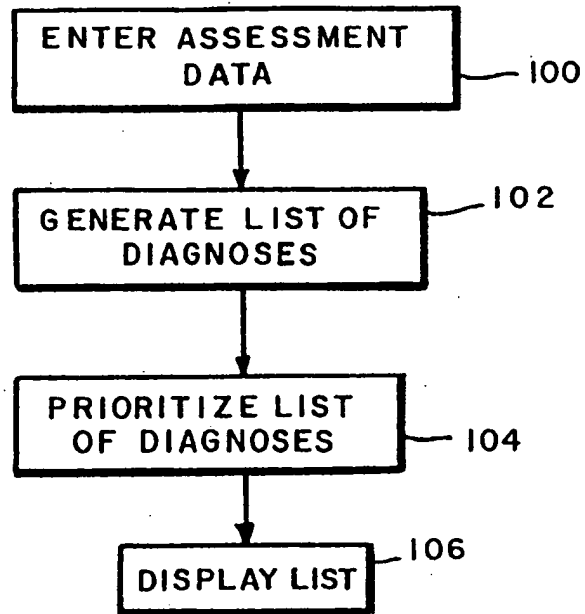 ENTER ASSESSMENT
DATA
100
GENERATE LIST OF
DIAGNOSES
102
PRIORITIZE LIST
OF DIAGNOSES
104
DISPLAY LIST
106